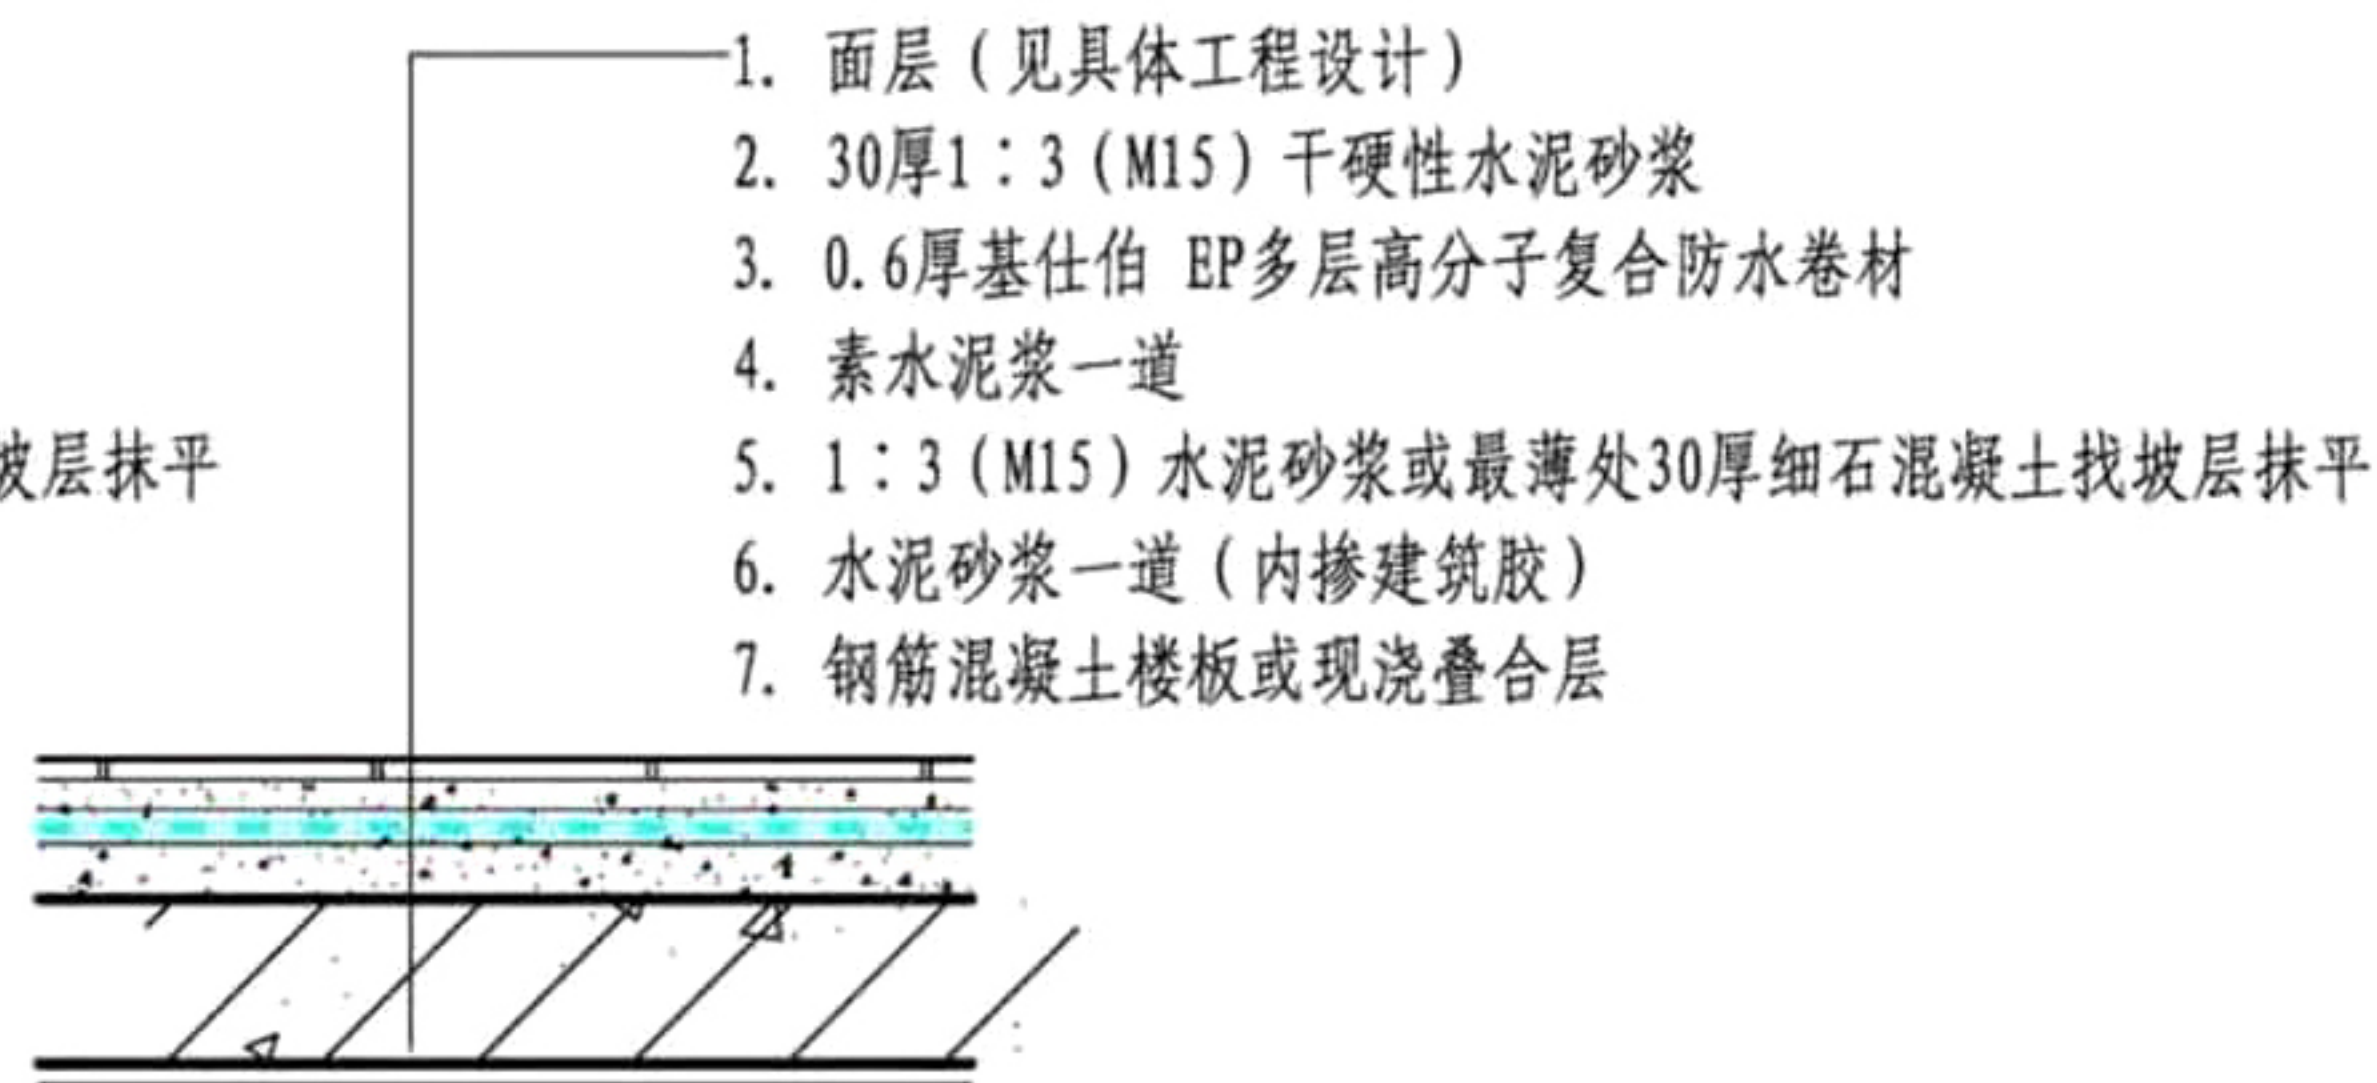 1. 面层（见具体工程设计）
2. 30厚1：3（M15）干硬性水泥砂浆
3. 0.6厚基仕伯 EP多层高分子复合防水卷材
4. 素水泥浆一道
坡层抹平
5. 1：3（M15）水泥砂浆或最薄处30厚细石混凝土找坡层抹平
6. 水泥砂浆一道（内掺建筑胶）
7. 钢筋混凝土楼板或现浇叠合层